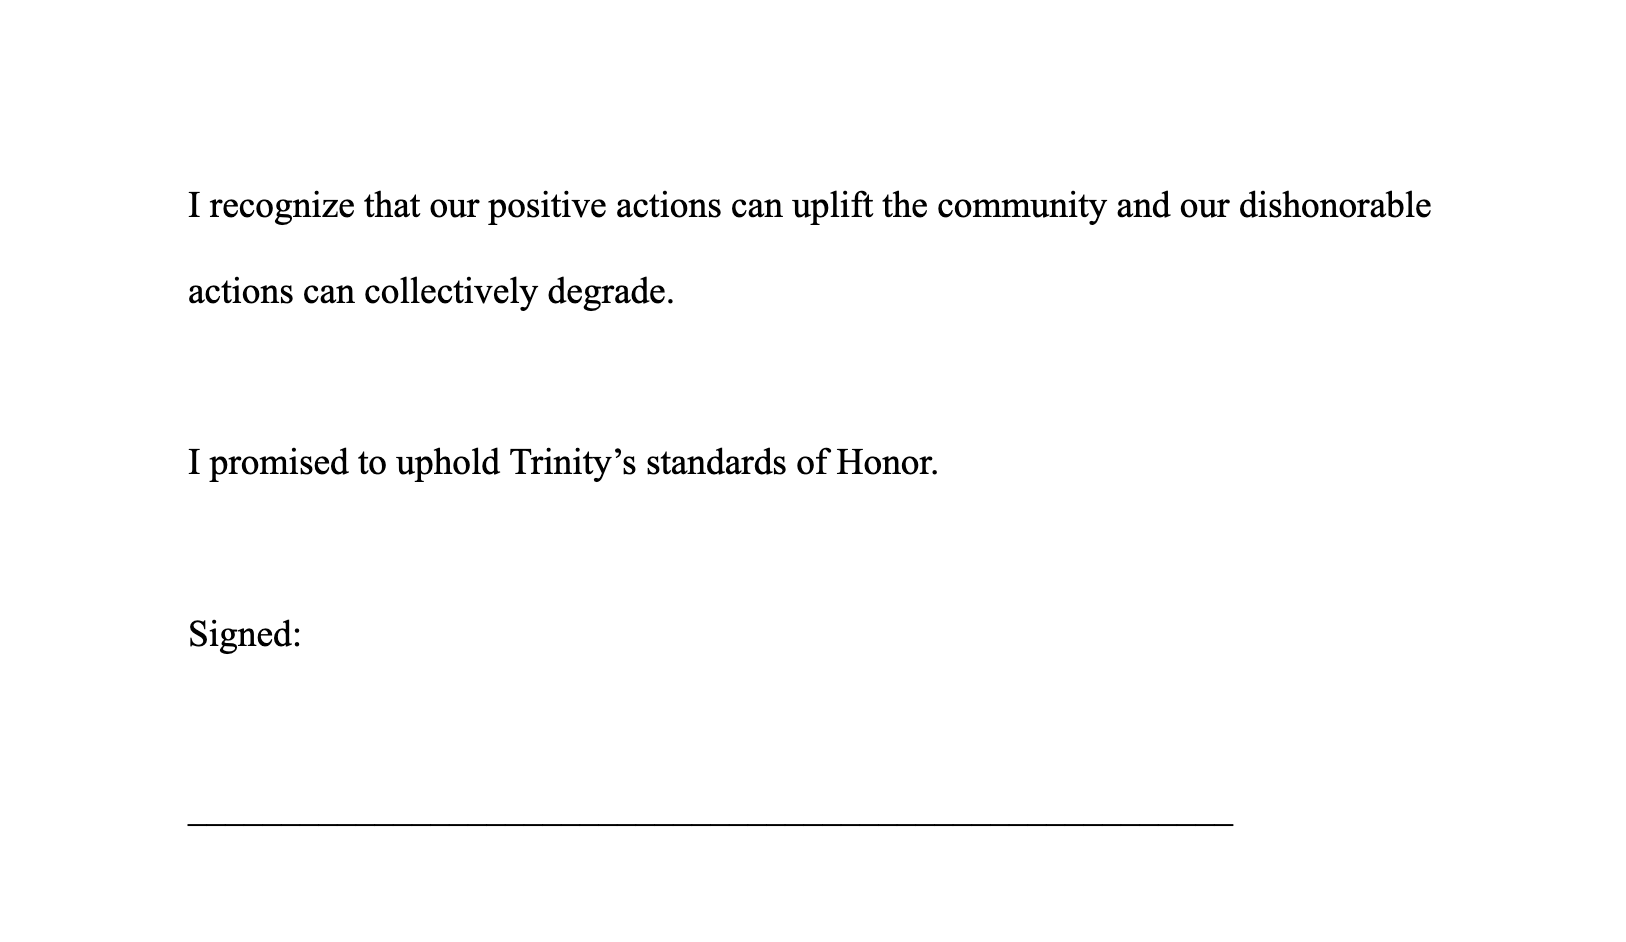 I recognize that our positive actions can uplift the community and our dishonorable
actions can collectively degrade.
I promised to uphold Trinity’s standards of Honor.
Signed: